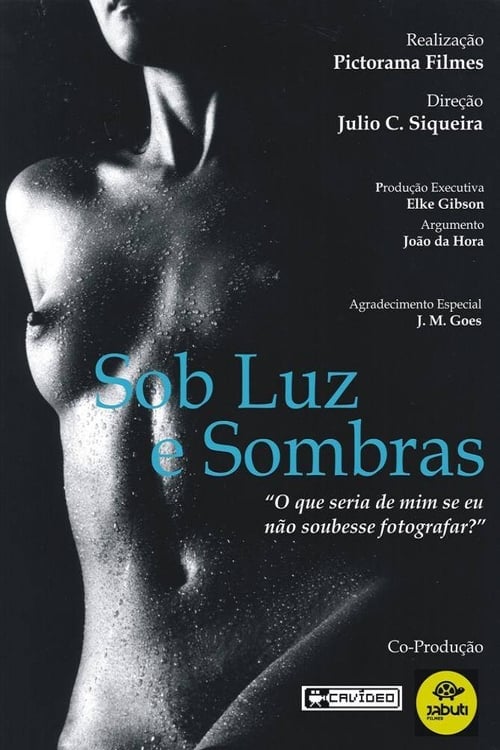 Realização
Pictorama Filmes
Direção
Julio C. Siqueira
Produção Executiva
Elke Gibson
Argumento
João da Hora
Agradecimento Especial
J. M. Goes
Sob Luz
e Sombras
“O que seria de mim se eu
não soubesse fotografar?”
Co-Produção
CAVÍDEO
JABUTI
FILMES